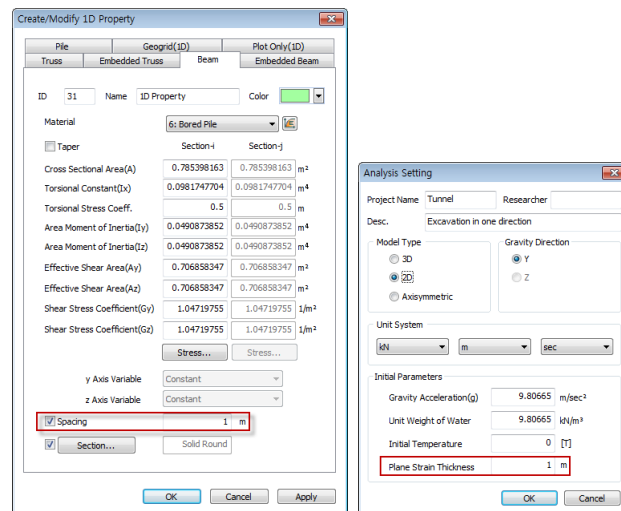 Create/Modify 1D Property
Pile Geogrid(1D) Plot Only(1D)
Truss Embedded Truss Beam Embedded Beam
ID 31 Name 1D Property Color
Material 6: Bored Pile
Taper Section-i Section-j
Cross Sectional Area(A) 0.785398163 0.785398163 m²
Torsional Constant(Ix) 0.0981747704 0.0981747704 m⁴
Torsional Stress Coeff. 0.5 0.5 m
Area Moment of Inertia(Iy) 0.0490873852 0.0490873852 m⁴
Area Moment of Inertia(Iz) 0.0490873852 0.0490873852 m⁴
Effective Shear Area(Ay) 0.706858347 0.706858347 m²
Effective Shear Area(Az) 0.706858347 0.706858347 m²
Shear Stress Coefficient(Gy) 1.04719755 1.04719755 1/m²
Shear Stress Coefficient(Gz) 1.04719755 1.04719755 1/m²
Stress... Stress...
y Axis Variable Constant
z Axis Variable Constant
Spacing 1 m
Section... Solid Round
OK Cancel Apply
Analysis Setting
Project Name Tunnel Researcher
Desc. Excavation in one direction
Model Type Gravity Direction
3D Y
2D Z
Axisymmetric
Unit System
kN m sec
Initial Parameters
Gravity Acceleration(g) 9.80665 m/sec²
Unit Weight of Water 9.80665 kN/m³
Initial Temperature 0 [T]
Plane Strain Thickness 1 m
OK Cancel